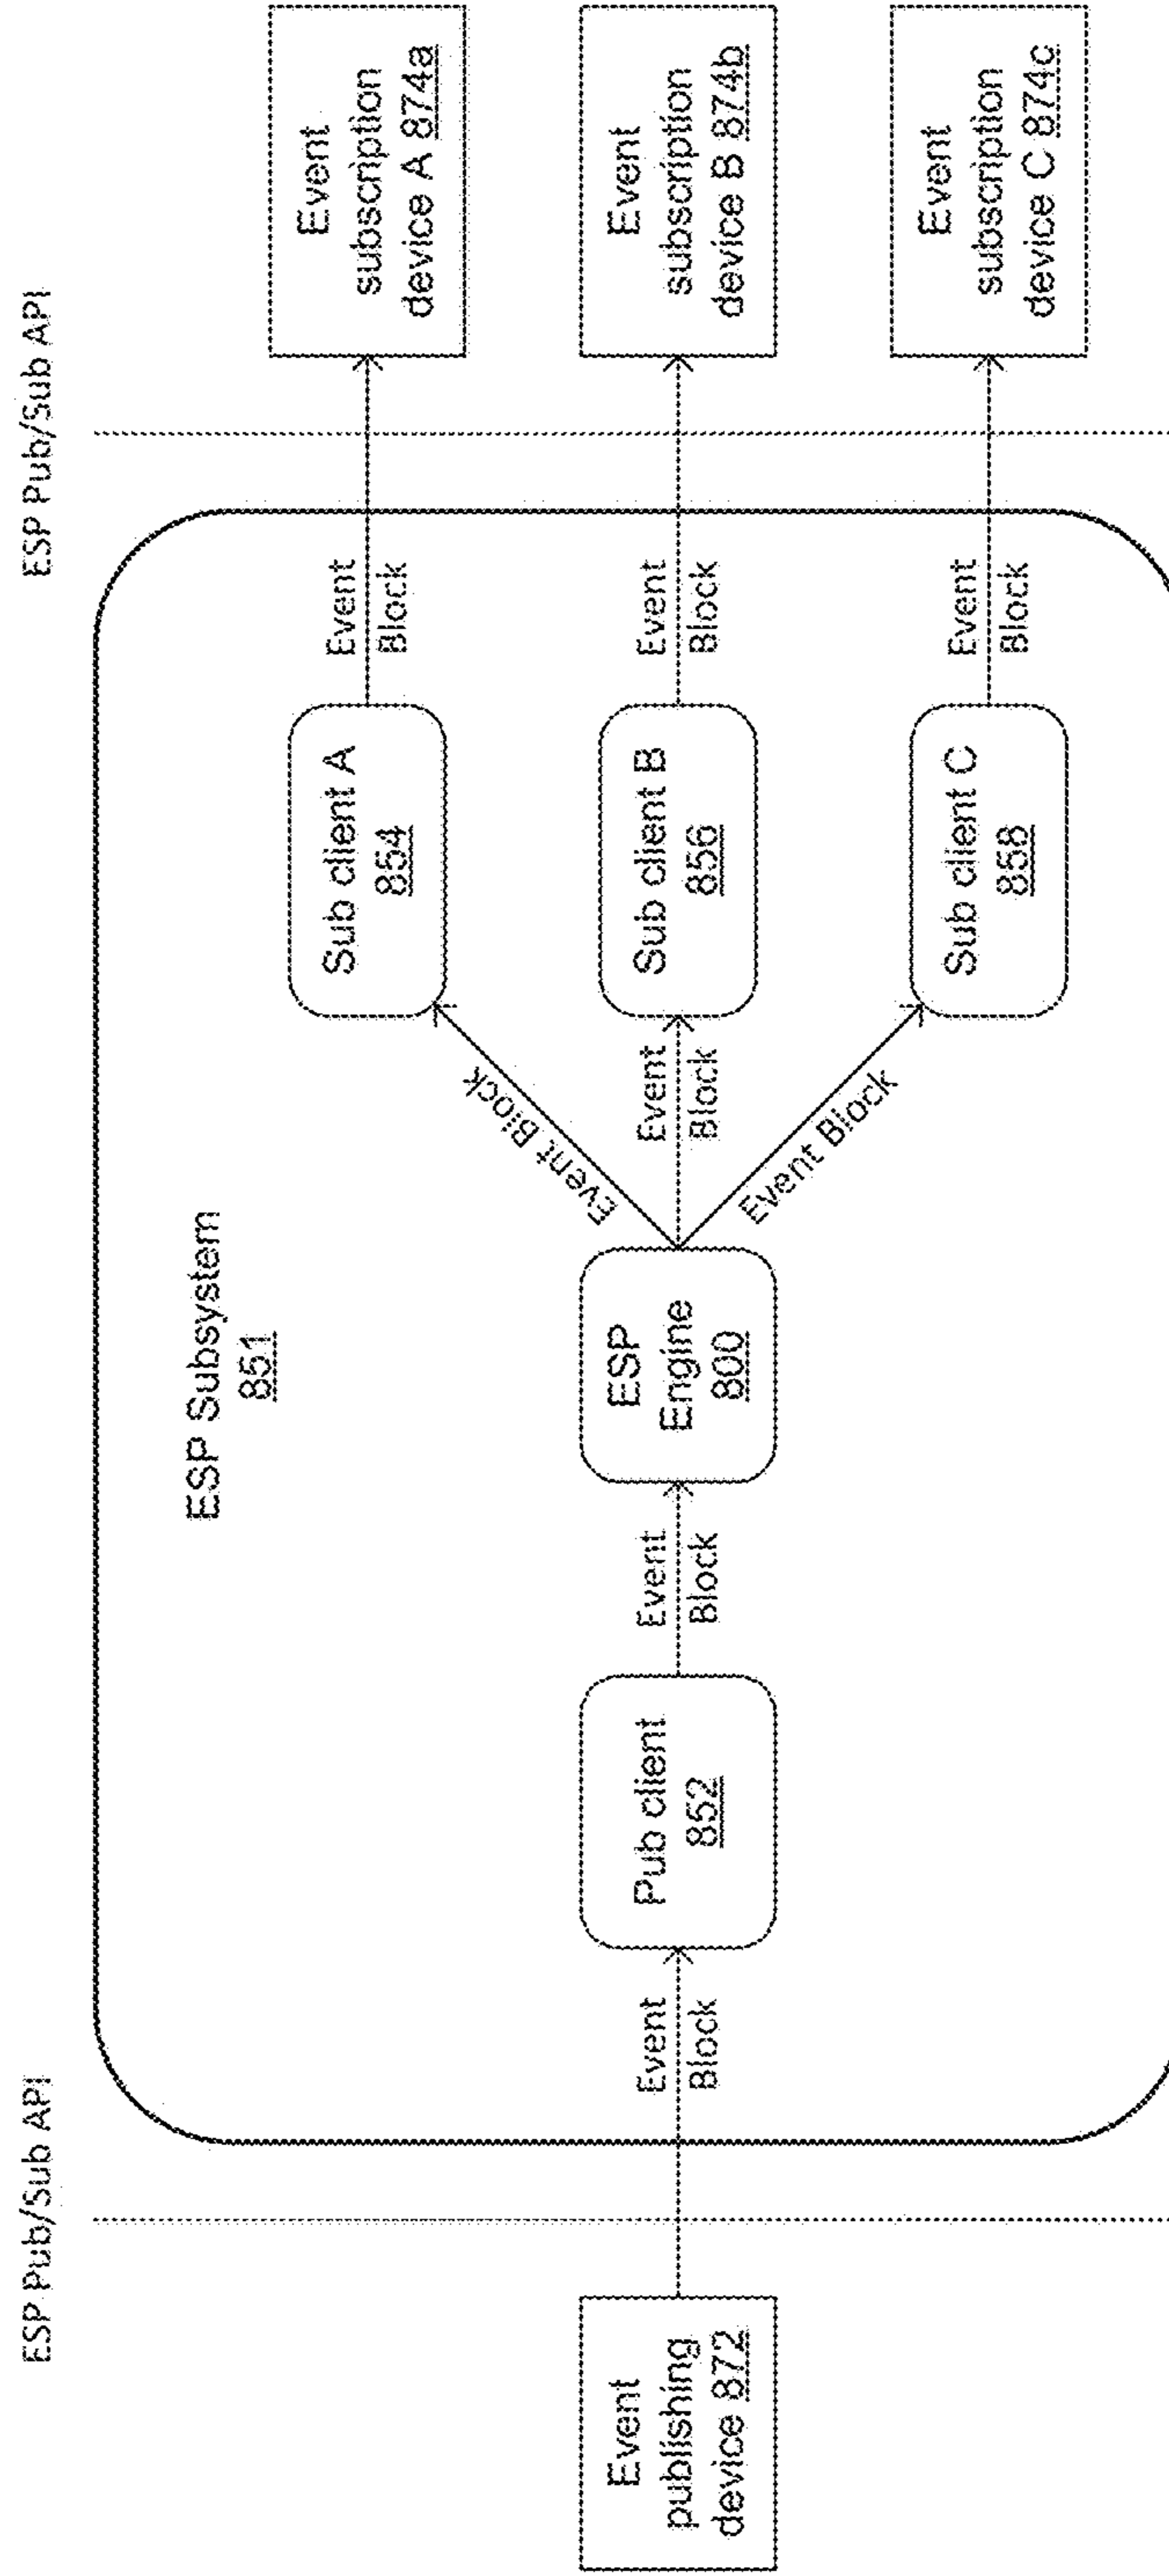 ESP Pub/Sub API
ESP Pub/Sub API
ESP Subsystem
851
Event
publishing
device 872
Event
Block
Pub client
852
Event
Block
ESP
Engine
800
Event Block
Event
Block
Event Block
Sub client A
854
Sub client B
856
Sub client C
858
Event
Block
Event
Block
Event
Block
Event
subscription
device A 874a
Event
subscription
device B 874b
Event
subscription
device C 874c